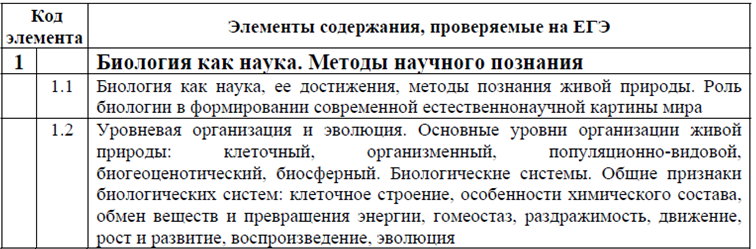 Код элемента
Элементы содержания, проверяемые на ЕГЭ
1 Биология как наука. Методы научного познания
1.1 Биология как наука, ее достижения, методы познания живой природы. Роль
биологии в формировании современной естественнонаучной картины мира
1.2 Уровневая организация и эволюция. Основные уровни организации живой
природы: клеточный, организменный, популяционно-видовой,
биогеоценотический, биосферный. Биологические системы. Общие признаки
биологических систем: клеточное строение, особенности химического состава,
обмен веществ и превращения энергии, гомеостаз, раздражимость, движение,
рост и развитие, воспроизведение, эволюция